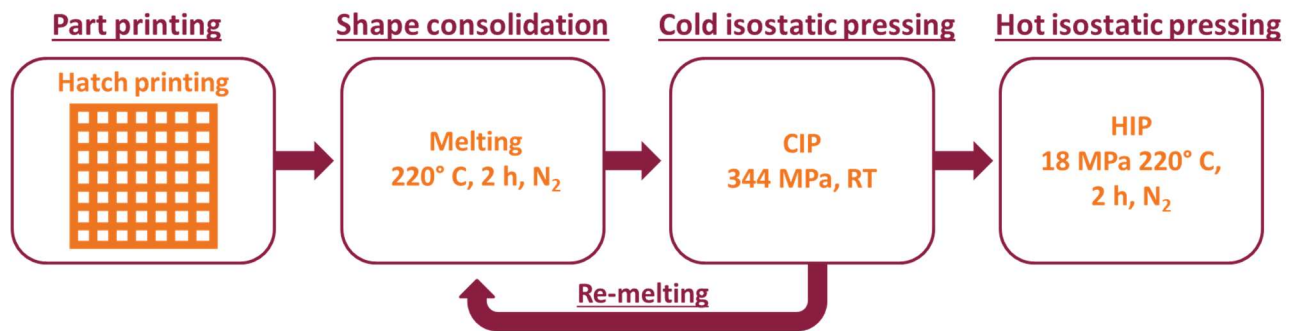 Part printing
Shape consolidation
Cold isostatic pressing
Hot isostatic pressing
Hatch printing
Melting
220° C, 2 h, N₂
CIP
344 MPa, RT
HIP
18 MPa 220° C,
2 h, N₂
Re-melting